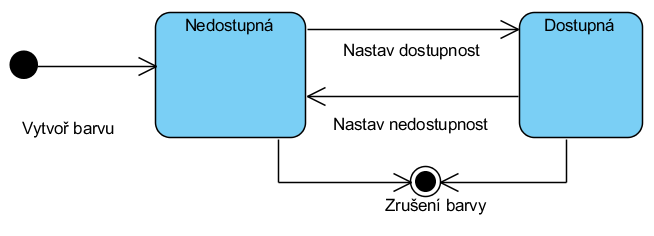 Nedostupná
Dostupná
Nastav dostupnost
Vytvoř barvu
Nastav nedostupnost
Zrušení barvy